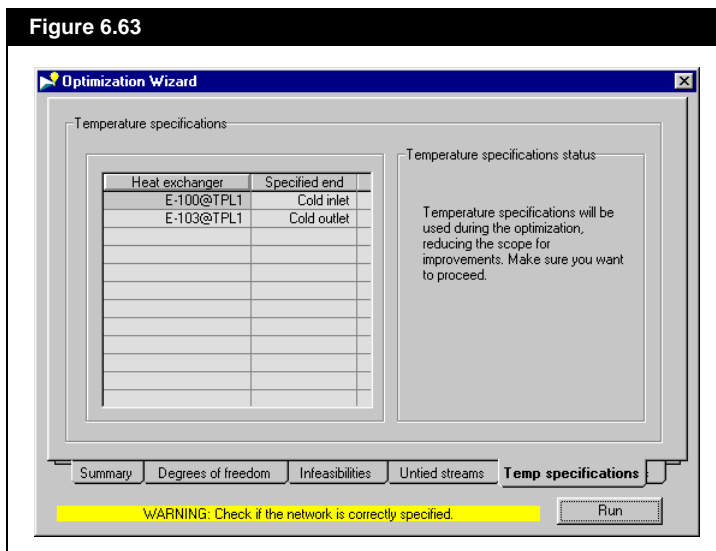 Figure 6.63
Optimization Wizard
Temperature specifications
Heat exchanger Specified end
E-100@TPL1 Cold inlet
E-103@TPL1 Cold outlet
Temperature specifications status
Temperature specifications will be
used during the optimization,
reducing the scope for
improvements. Make sure you want
to proceed.
Summary Degrees of freedom Infeasibilities Untied streams Temp specifications
WARNING: Check if the network is correctly specified. Run